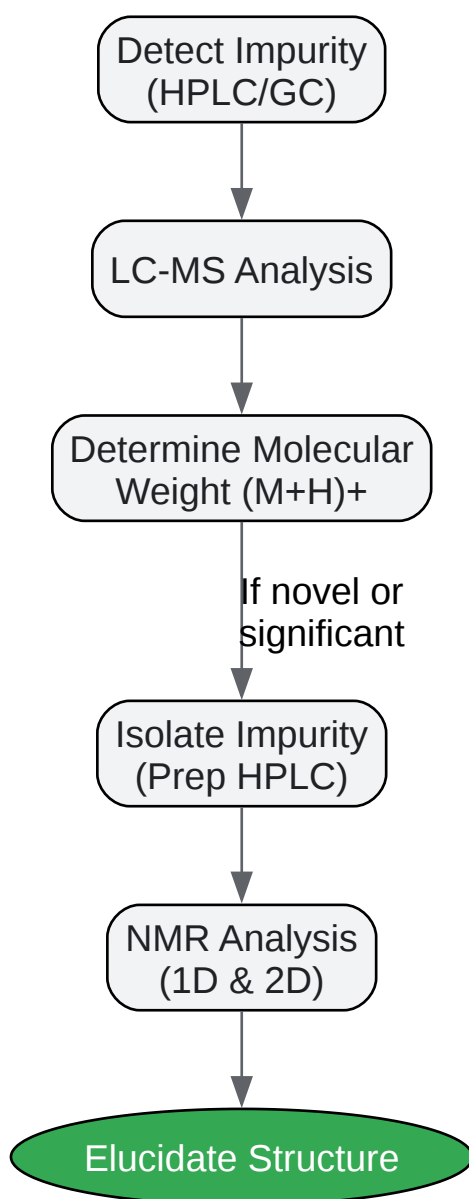 Detect Impurity
(HPLC/GC)
LC-MS Analysis
Determine Molecular
Weight (M+H)+
If novel or
significant
Isolate Impurity
(Prep HPLC)
NMR Analysis
(1D & 2D)
Elucidate Structure